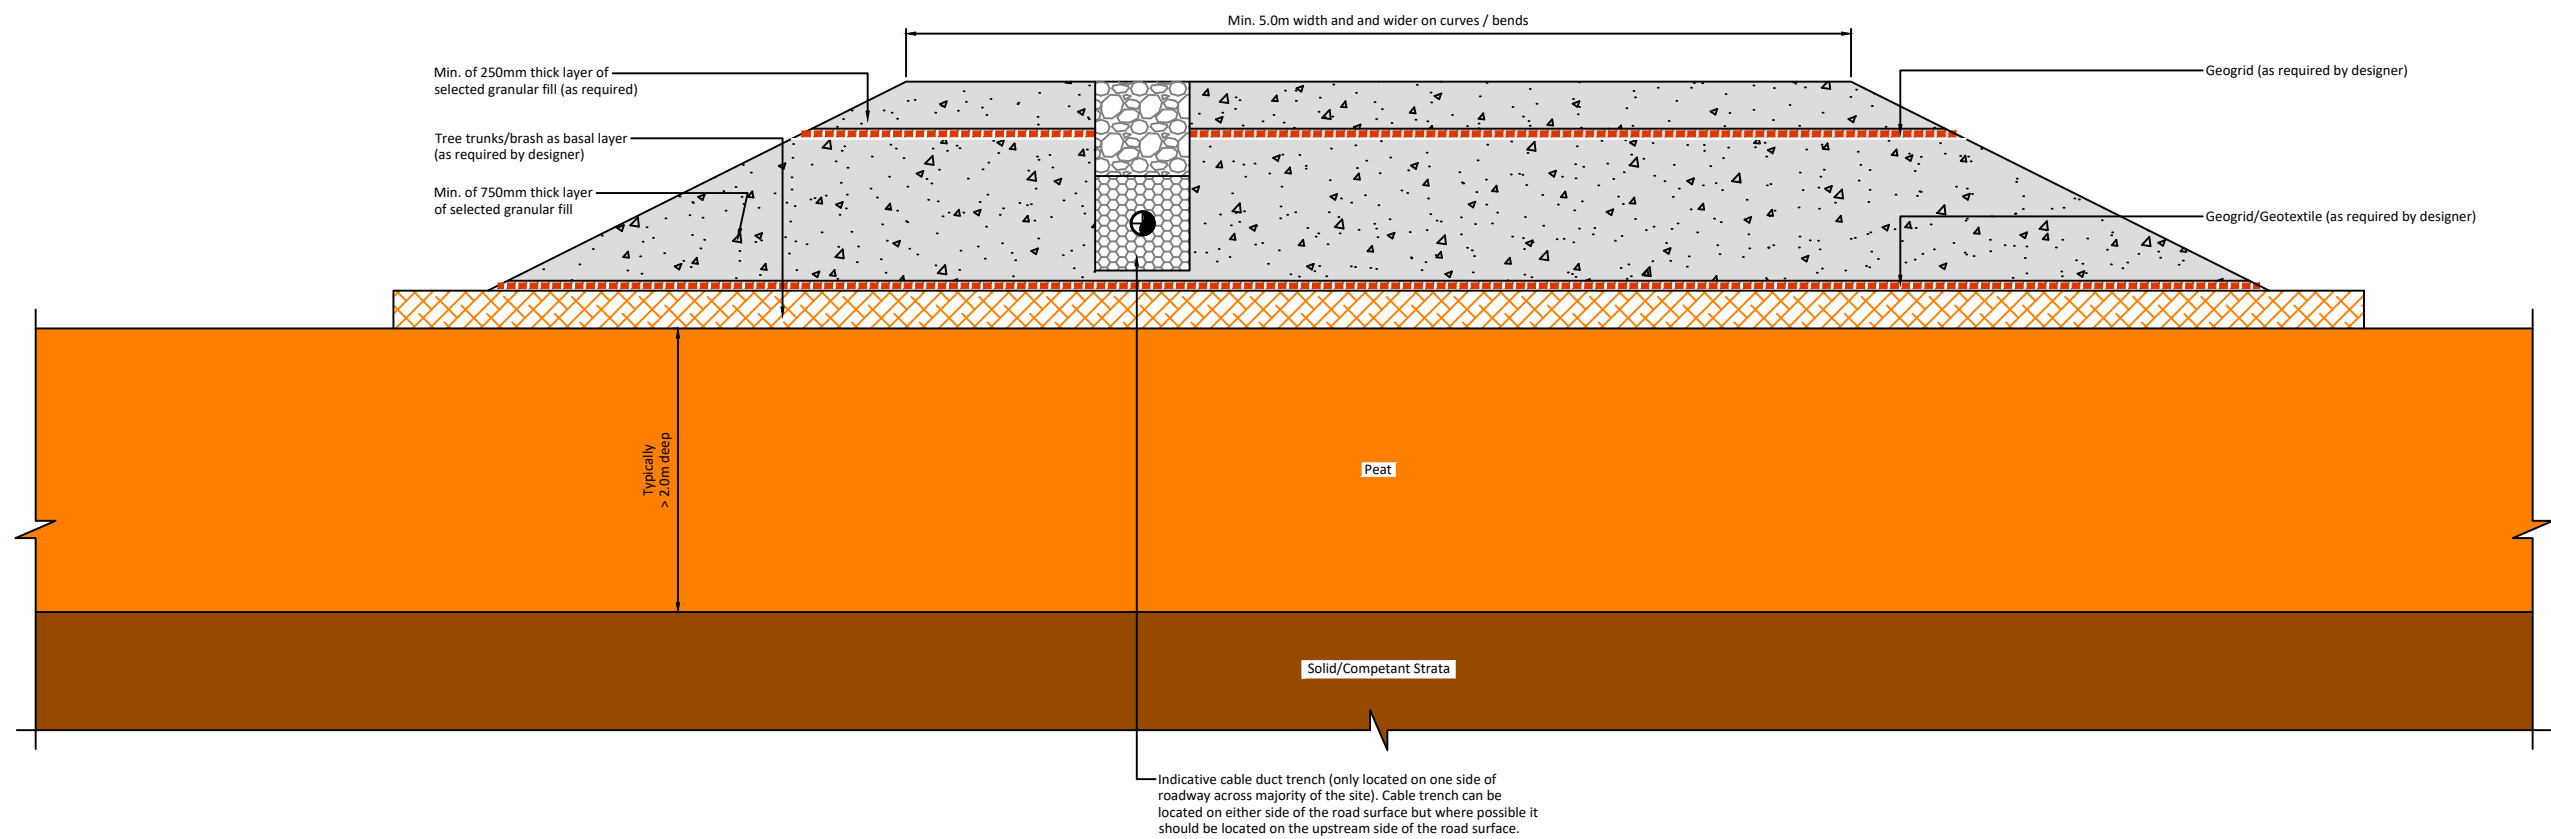 Min. 5.0m width and and wider on curves / bends
Min. of 250mm thick layer of
selected granular fill (as required)
Geogrid (as required by designer)
Tree trunks/brash as basal layer
(as required by designer)
Min. of 750mm thick layer
of selected granular fill
Geogrid/Geotextile (as required by designer)
Typically
> 2.0m deep
Peat
Solid/Competant Strata
Indicative cable duct trench (only located on one side of
roadway across majority of the site). Cable trench can be
located on either side of the road surface but where possible it
should be located on the upstream side of the road surface.